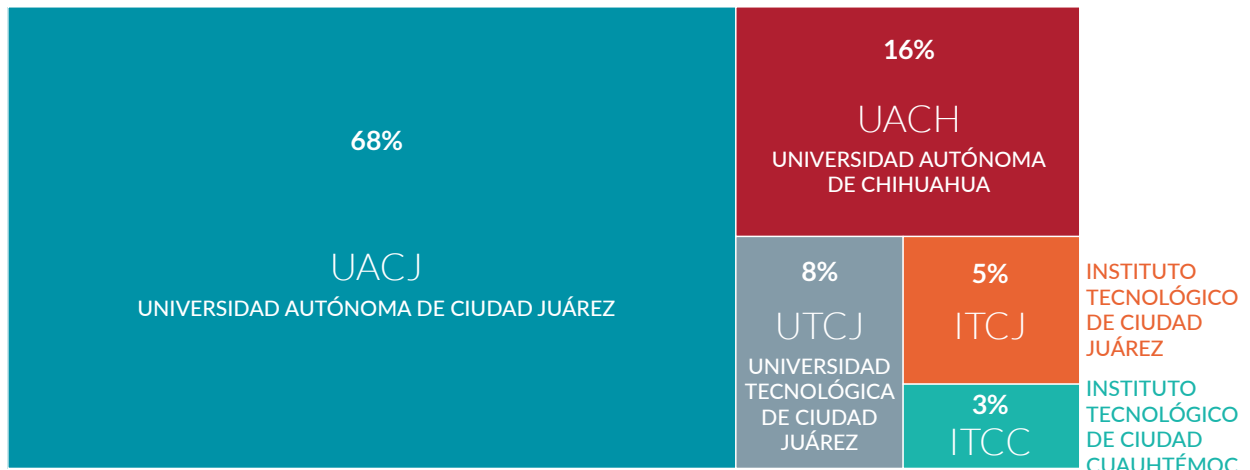 68%
UACJ
UNIVERSIDAD AUTÓNOMA DE CIUDAD JUÁREZ
16%
UACH
UNIVERSIDAD AUTÓNOMA
DE CHIHUAHUA
8%
UTCJ
UNIVERSIDAD
TECNOLÓGICA
DE CIUDAD
JUÁREZ
5%
ITCJ
INSTITUTO
TECNOLÓGICO
DE CIUDAD
JUÁREZ
3%
ITCC
INSTITUTO
TECNOLÓGICO
DE CIUDAD
CUAUHTÉMOC